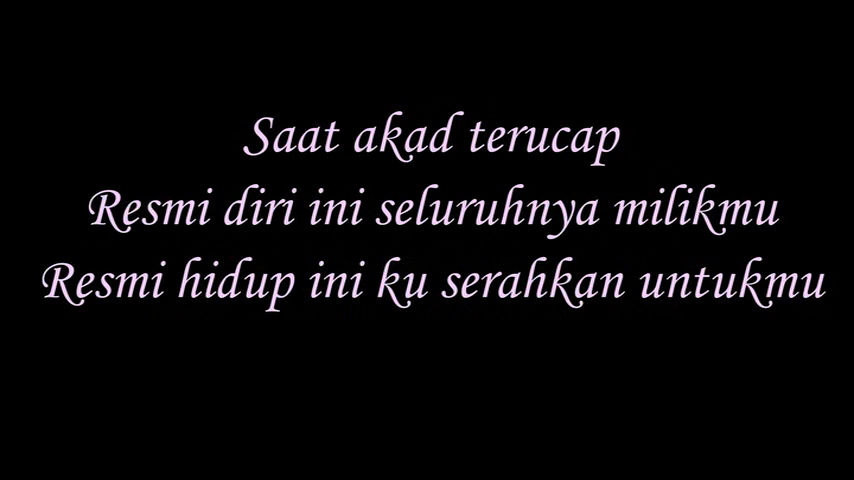 Saat akad terucap
Resmi diri ini seluruhnya milikmu
Resmi hidup ini ku serahkan untukmu